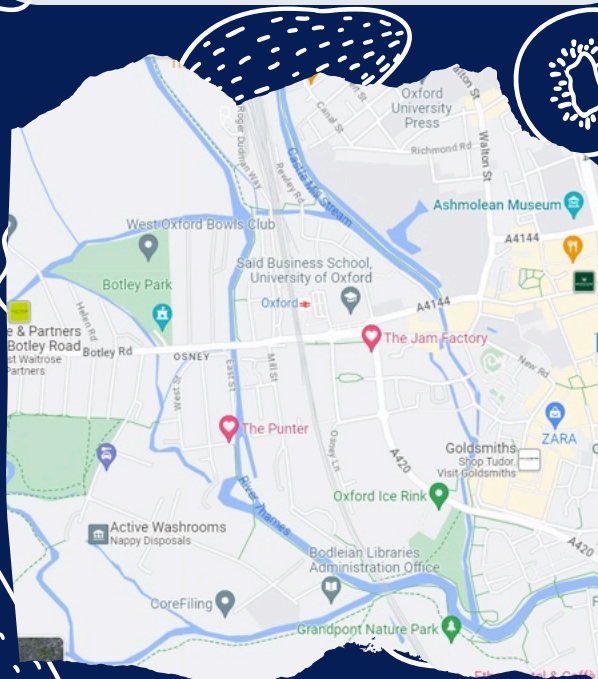 Oxford
University
Press
Walton St
Canal St
Richmond Rd
Walton St
Roger Dudman Way
Rewley Rd
Castle Mill Stream
Ashmolean Museum
A4144
West Oxford Bowls Club
Saïd Business School,
University of Oxford
Botley Park
Oxford
A4144
Helen Rd
e & Partners
Botley Road
st Waitrose
Partners
The Jam Factory
Botley Rd
OSNEY
New Rd
West St
East St
Mill St
ZARA
The Punter
Osney Ln
A420
Goldsmiths
Shop Tudor.
Visit Goldsmiths
River Thames
Oxford Ice Rink
Active Washrooms
Nappy Disposals
A420
Bodleian Libraries
Administration Office
CoreFiling
Grandpont Nature Park